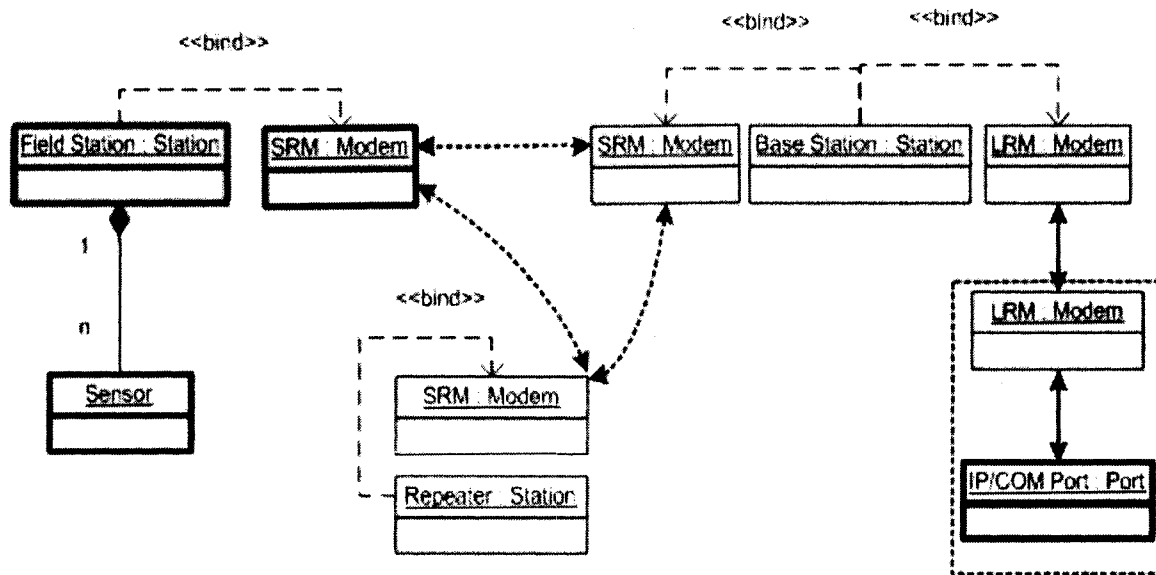 <<bind>> <<bind>>
<<bind>>
Field Station : Station
SRM : Modem
SRM : Modem
Base Station : Station
LRM : Modem
1
n
<<bind>>
LRM : Modem
Sensor
SRM : Modem
Repeater : Station
IP/COM Port : Port